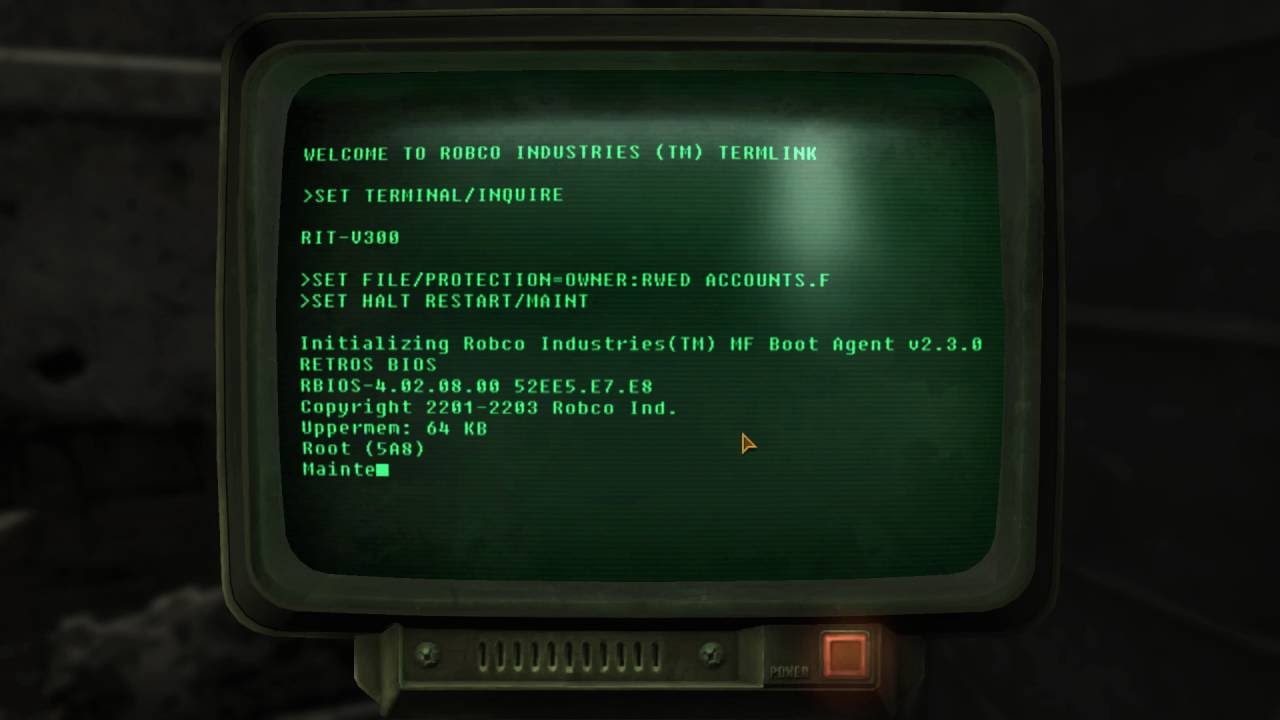 WELCOME TO ROBCO INDUSTRIES (TM) TERMLINK
>SET TERMINAL/INQUIRE
RIT-V300
>SET FILE/PROTECTION=OWNER:RWED ACCOUNTS.F
>SET HALT RESTART/MAINT
Initializing Robco Industries(TM) MF Boot Agent v2.3.0
RETROS BIOS
RBIOS-4.02.08.00 52EE5.E7.E8
Copyright 2201-2203 Robco Ind.
Uppermem: 64 KB
Root (5A8)
Mainte
POWER